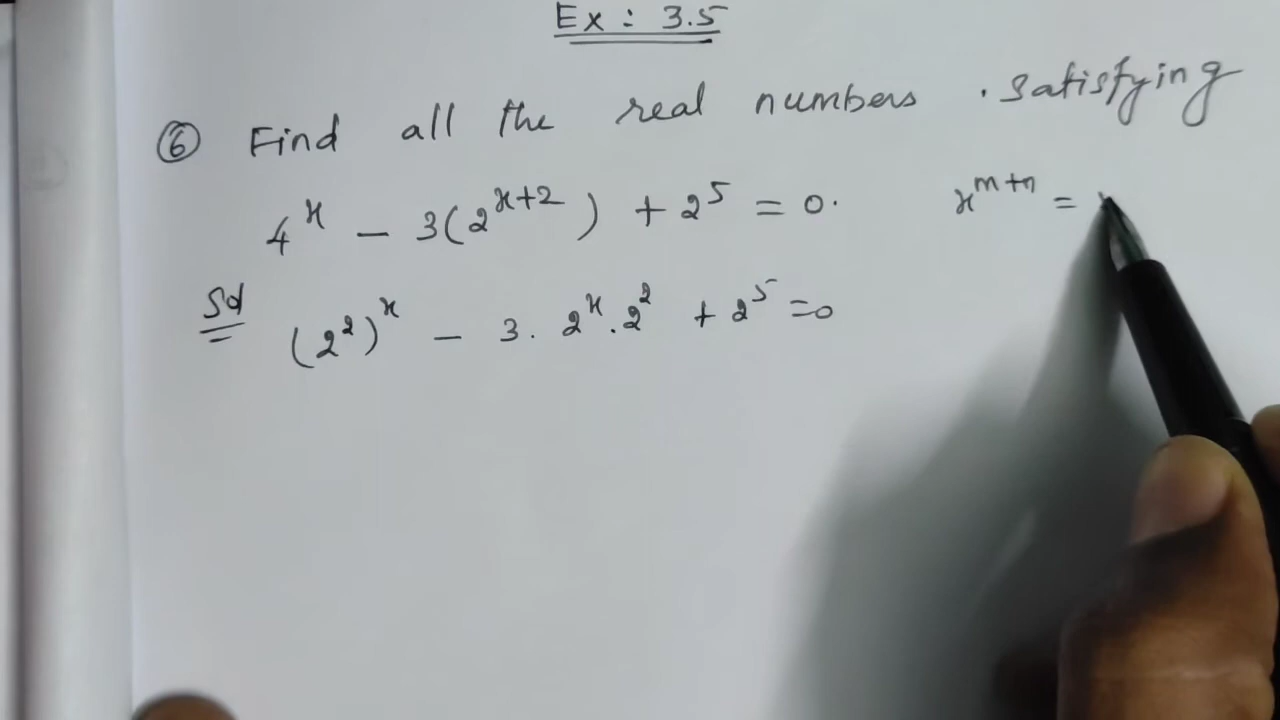 Ex : 3.5
⑥ Find all the real numbers satisfying
4^x - 3(2^{x+2}) + 2^5 = 0.
x^{m+n} =
Sol
(2^2)^x - 3. 2^x. 2^2 + 2^5 = 0